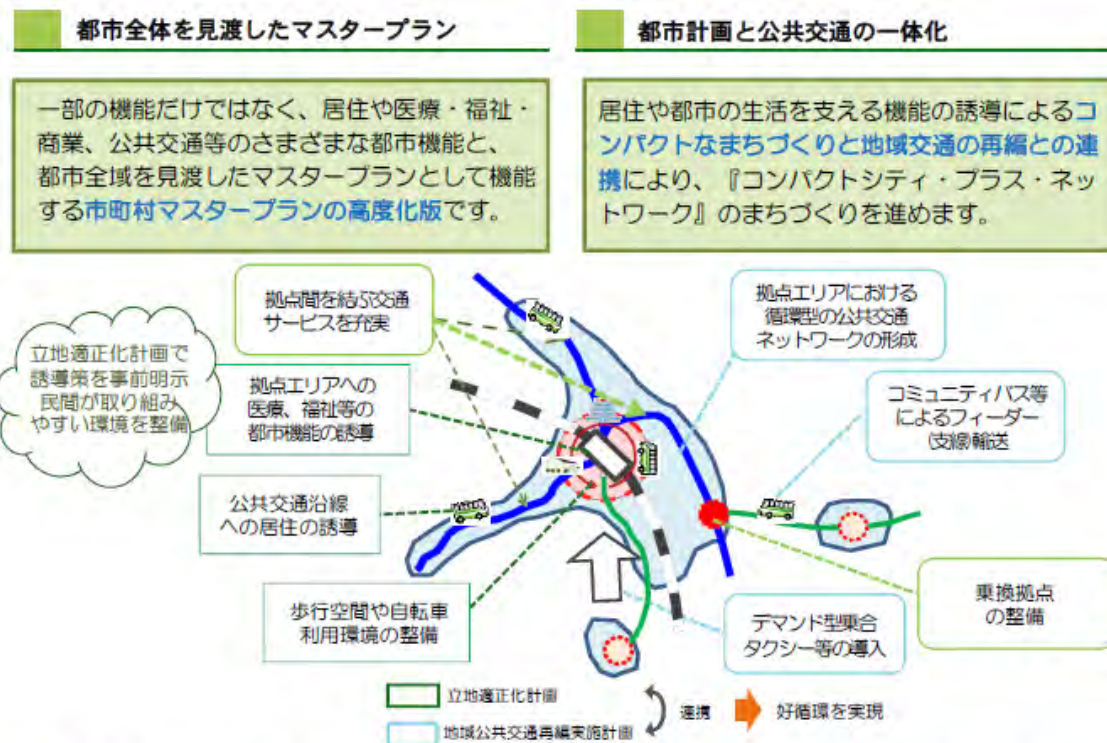 都市全体を見渡したマスタープラン
一部の機能だけではなく、居住や医療・福祉・
商業、公共交通等のさまざまな都市機能と、
都市全域を見渡したマスタープランとして機能
する市町村マスタープランの高度化版です。
都市計画と公共交通の一体化
居住や都市の生活を支える機能の誘導によるコ
ンパクトなまちづくりと地域交通の再編との連
携により、『コンパクトシティ・プラス・ネッ
トワーク』のまちづくりを進めます。
立地適正化計画で
誘導策を事前明示
民間が取り組み
やすい環境を整備
拠点間を結ぶ交通
サービスを充実
拠点エリアへの
医療、福祉等の
都市機能の誘導
公共交通沿線
への居住の誘導
歩行空間や自転車
利用環境の整備
拠点エリアにおける
循環型の公共交通
ネットワークの形成
コミュニティバス等
によるフィーダー
(支線)輸送
乗換拠点
の整備
デマンド型乗合
タクシー等の導入
立地適正化計画
地域公共交通再編実施計画
連携
好循環を実現